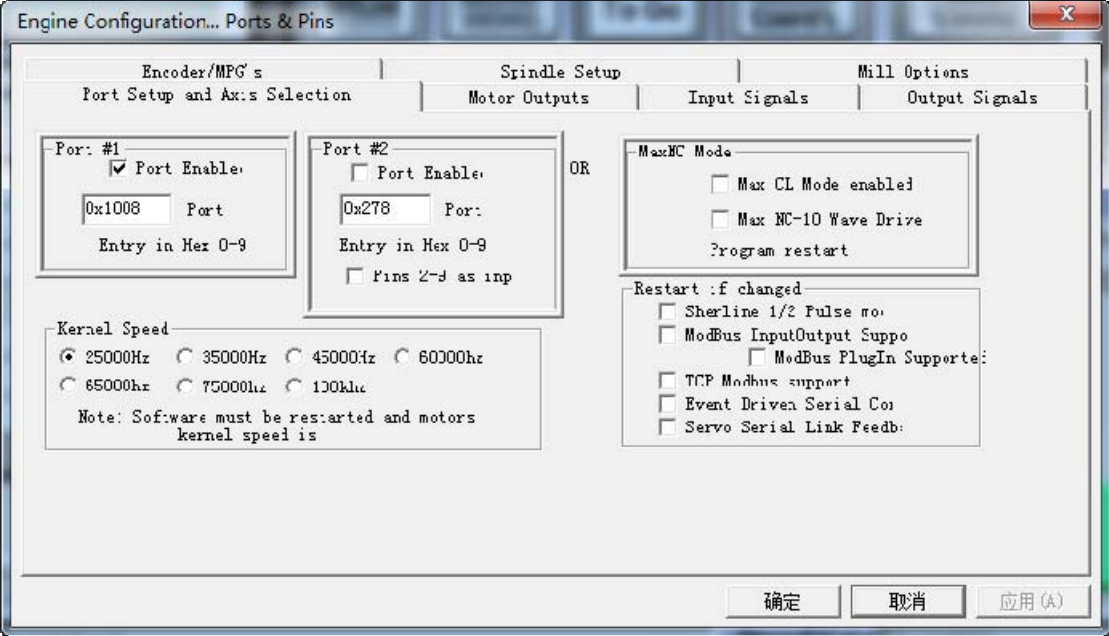 Engine Configuration... Ports & Pins
Encoder/MPG's
Spindle Setup
Mill Options
Port Setup and Axis Selection
Motor Outputs
Input Signals
Output Signals
Port #1
Port Enable
0x1008 Port
Entry in Hex 0-9
Port #2
Port Enable
0x278 Port
Entry in Hex 0-9
Pins 2-9 as inp
OR
MaxNC Mode
Max CL Mode enabled
Max NC-10 Wave Drive
Program restart
Restart if changed
Sherline 1/2 Pulse mo
ModBus InputOutput Suppo
ModBus PlugIn Supported
TCP Modbus support
Event Driven Serial Co
Servo Serial Link Feedb
Kernel Speed
25000Hz 35000Hz 45000Hz 60000hz
65000hz 75000hz 100khz
Note: Software must be restarted and motors
kernel speed is
确定
取消
应用(A)